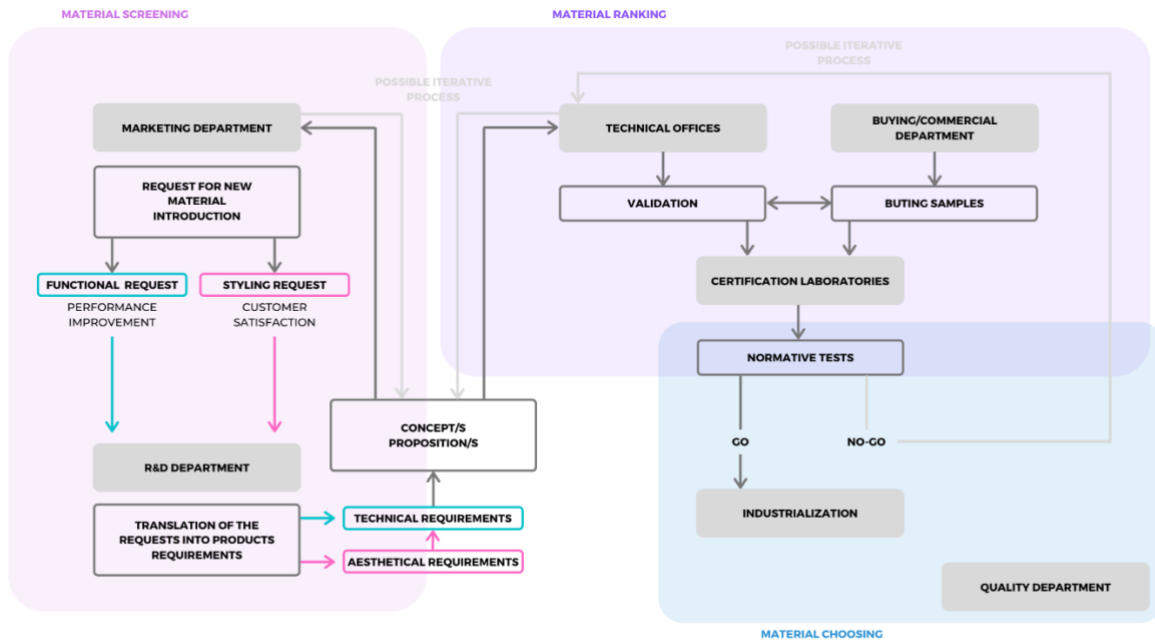 MATERIAL SCREENING
MATERIAL RANKING
POSSIBLE ITERATIVE
PROCESS
POSSIBLE ITERATIVE
PROCESS
MARKETING DEPARTMENT
TECHNICAL OFFICES
BUYING/COMMERCIAL
DEPARTMENT
REQUEST FOR NEW
MATERIAL
INTRODUCTION
VALIDATION
BUTING SAMPLES
FUNCTIONAL REQUEST
STYLING REQUEST
PERFORMANCE
IMPROVEMENT
CUSTOMER
SATISFACTION
CERTIFICATION LABORATORIES
NORMATIVE TESTS
CONCEPT/S
PROPOSITION/S
GO
NO-GO
R&D DEPARTMENT
TRANSLATION OF THE
REQUESTS INTO PRODUCTS
REQUIREMENTS
TECHNICAL REQUIREMENTS
AESTHETICAL REQUIREMENTS
INDUSTRIALIZATION
QUALITY DEPARTMENT
MATERIAL CHOOSING